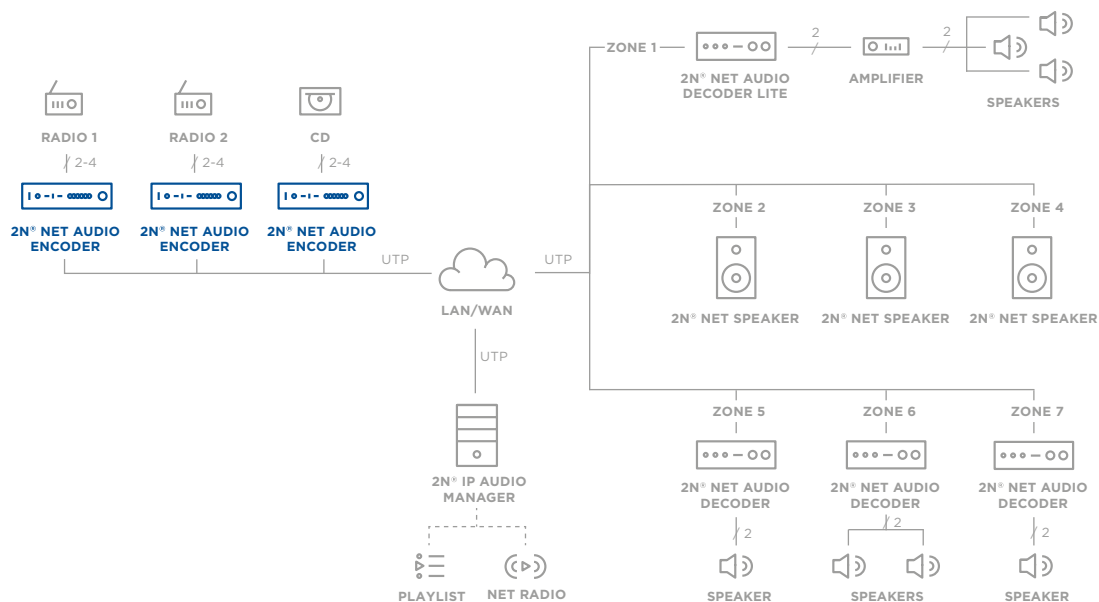 ZONE 1
2
2
2N® NET AUDIO
DECODER LITE
AMPLIFIER
SPEAKERS
RADIO 1
RADIO 2
CD
2-4
2-4
2-4
2N® NET AUDIO
ENCODER
2N® NET AUDIO
ENCODER
2N® NET AUDIO
ENCODER
UTP
UTP
LAN/WAN
UTP
ZONE 2
ZONE 3
ZONE 4
2N® NET SPEAKER
2N® NET SPEAKER
2N® NET SPEAKER
2N® IP AUDIO
MANAGER
PLAYLIST
NET RADIO
ZONE 5
ZONE 6
ZONE 7
2N® NET AUDIO
DECODER
2N® NET AUDIO
DECODER
2N® NET AUDIO
DECODER
2
2
2
SPEAKER
SPEAKERS
SPEAKER